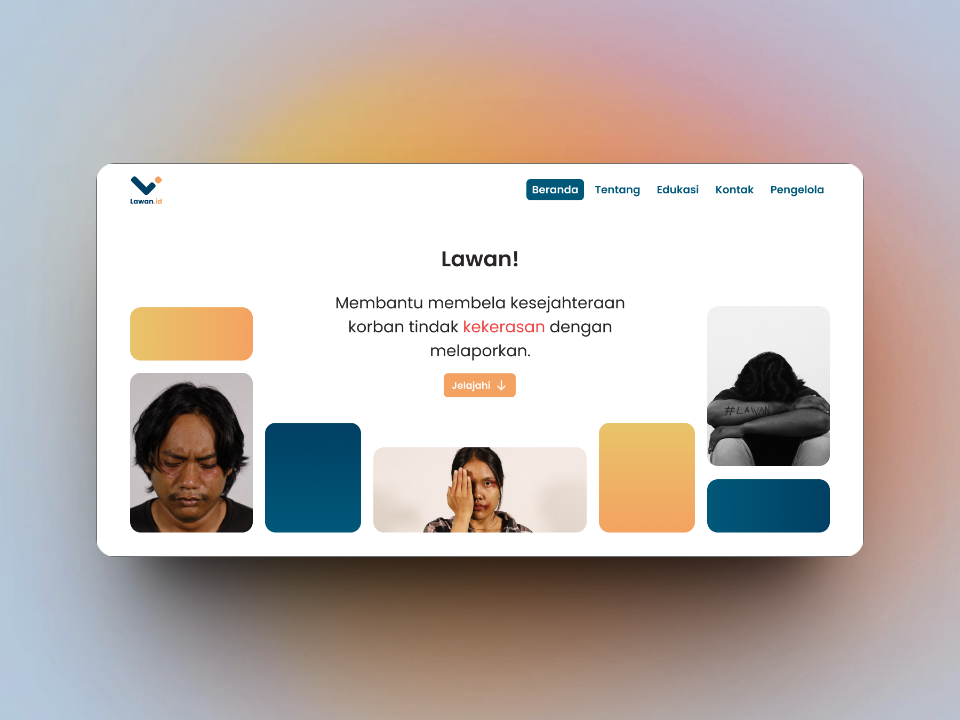 Lawan.id
Beranda Tentang Edukasi Kontak Pengelola
Lawan!
Membantu membela kesejahteraan
korban tindak kekerasan dengan
melaporkan.
Jelajahi ↓
#LAWAN